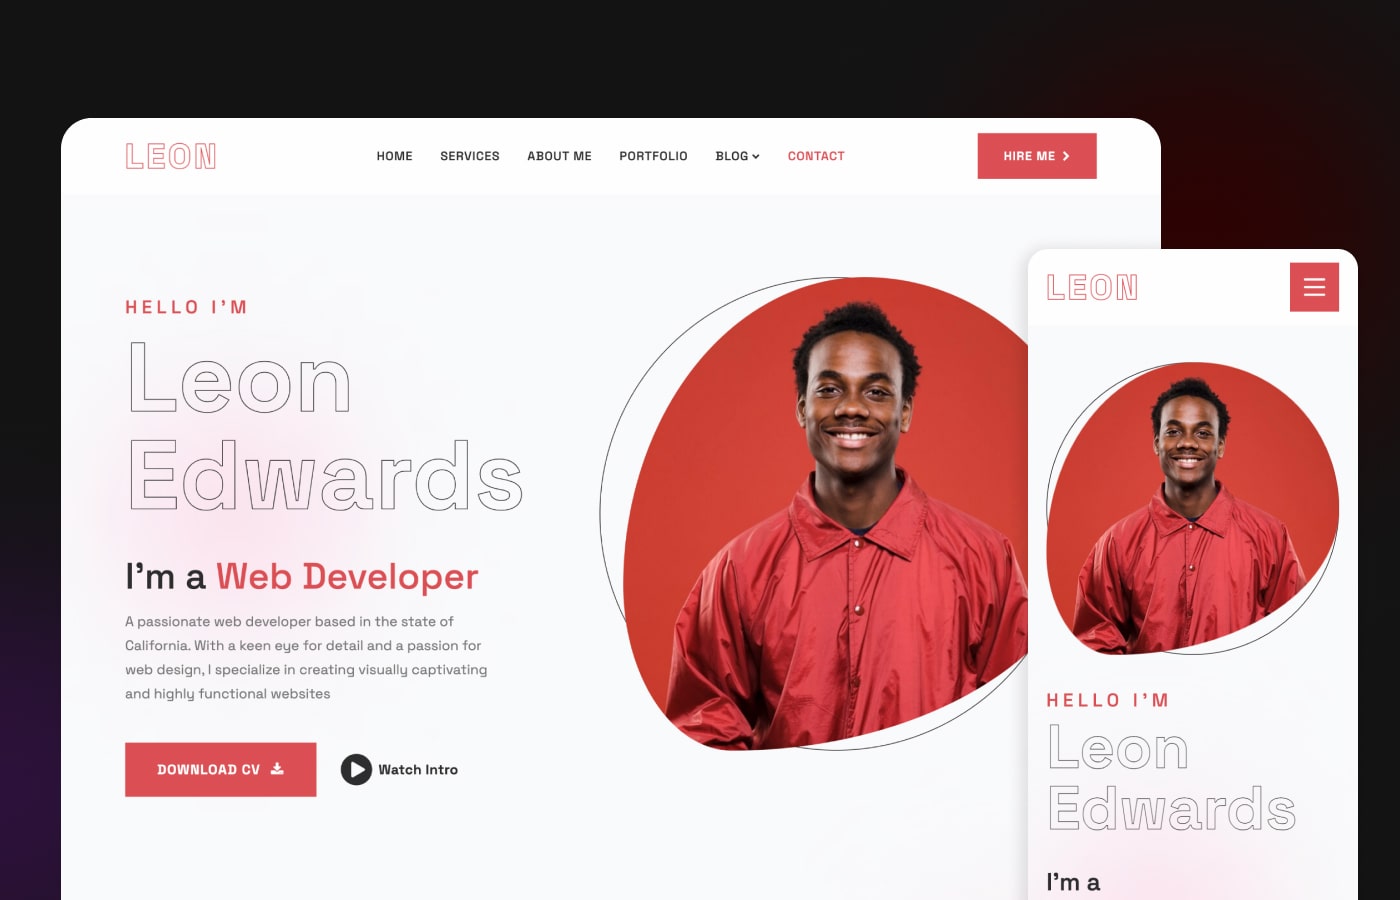 LEON
HOME SERVICES ABOUT ME PORTFOLIO BLOG CONTACT
HIRE ME
HELLO I'M
Leon
Edwards
I'm a Web Developer
A passionate web developer based in the state of
California. With a keen eye for detail and a passion for
web design, I specialize in creating visually captivating
and highly functional websites
DOWNLOAD CV
Watch Intro
LEON
HELLO I'M
Leon
Edwards
I'm a